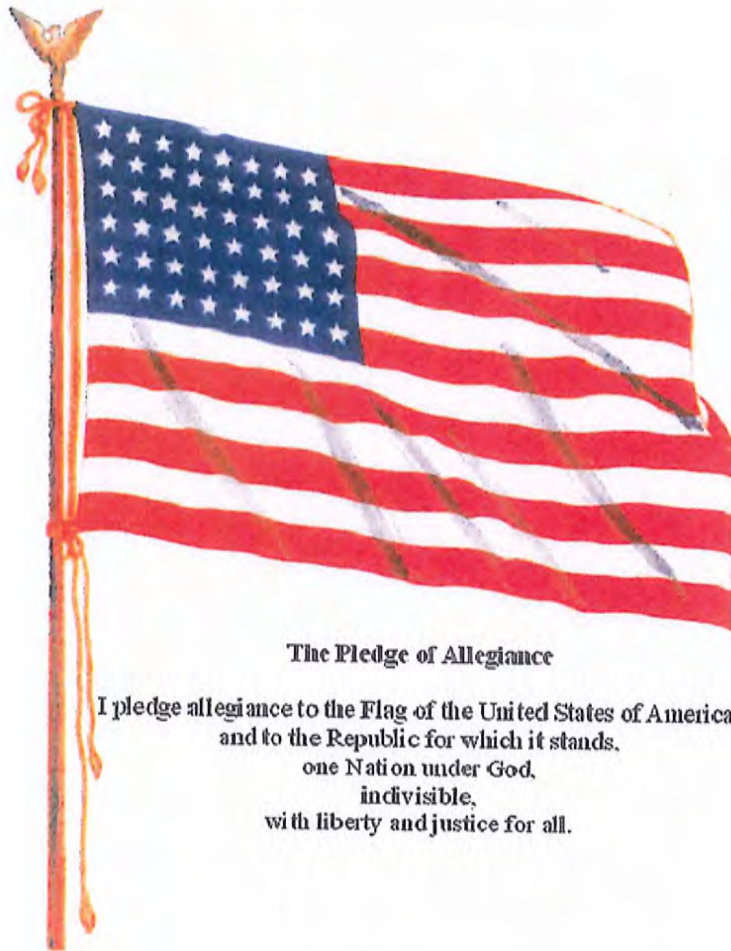 The Pledge of Allegiance
I pledge allegiance to the Flag of the United States of America
and to the Republic for which it stands,
one Nation under God,
indivisible,
with liberty and justice for all.